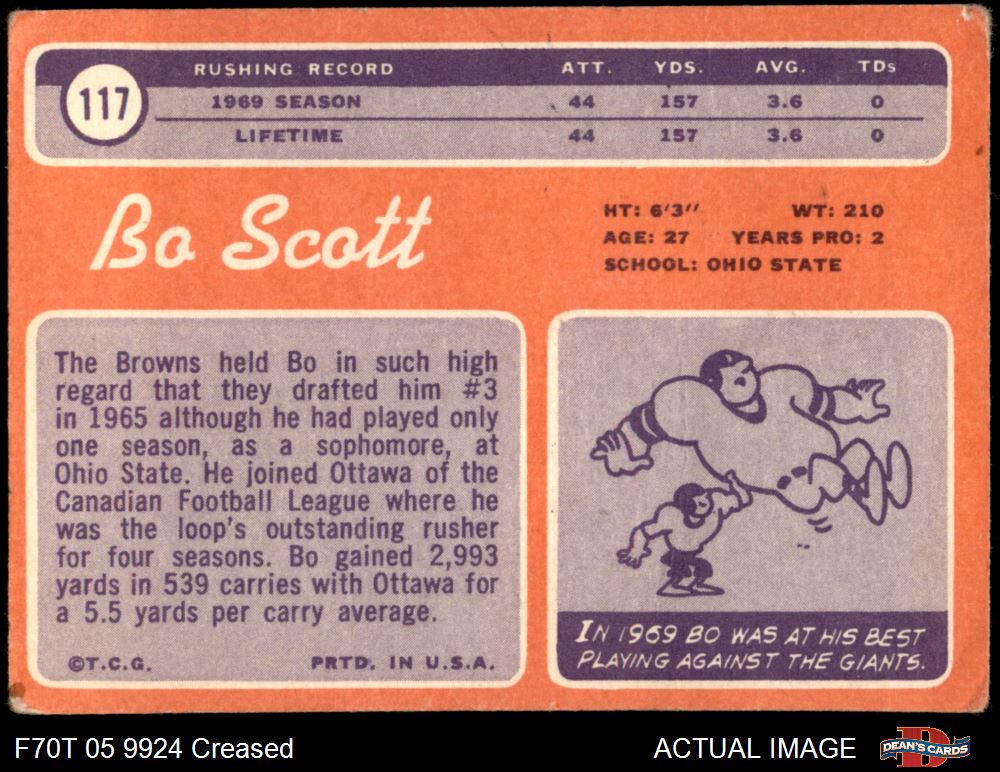 117
RUSHING RECORD ATT. YDS. AVG. TDs
1969 SEASON 44 157 3.6 0
LIFETIME 44 157 3.6 0
Bo Scott
HT: 6'3" WT: 210
AGE: 27 YEARS PRO: 2
SCHOOL: OHIO STATE
The Browns held Bo in such high
regard that they drafted him #3
in 1965 although he had played only
one season, as a sophomore, at
Ohio State. He joined Ottawa of the
Canadian Football League where he
was the loop's outstanding rusher
for four seasons. Bo gained 2,993
yards in 539 carries with Ottawa for
a 5.5 yards per carry average.
©T.C.G. PRTD. IN U.S.A.
IN 1969 BO WAS AT HIS BEST
PLAYING AGAINST THE GIANTS.
F70T 05 9924 Creased ACTUAL IMAGE
D
DEAN'S CARDS